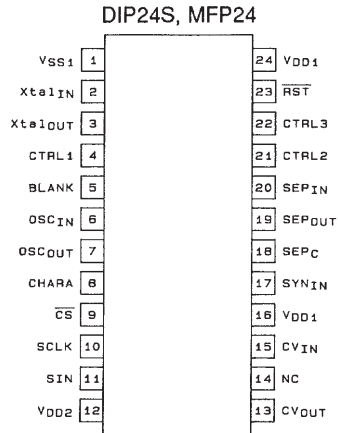 DIP24S, MFP24
VSS1 1 24 VDD1
XtalIN 2 23 RST
XtalOUT 3 22 CTRL3
CTRL1 4 21 CTRL2
BLANK 5 20 SEPIN
OSCIN 6 19 SEPOUT
OSCOUT 7 18 SEPC
CHARA 8 17 SYNIN
CS 9 16 VDD1
SCLK 10 15 CVIN
SIN 11 14 NC
VDD2 12 13 CVOUT